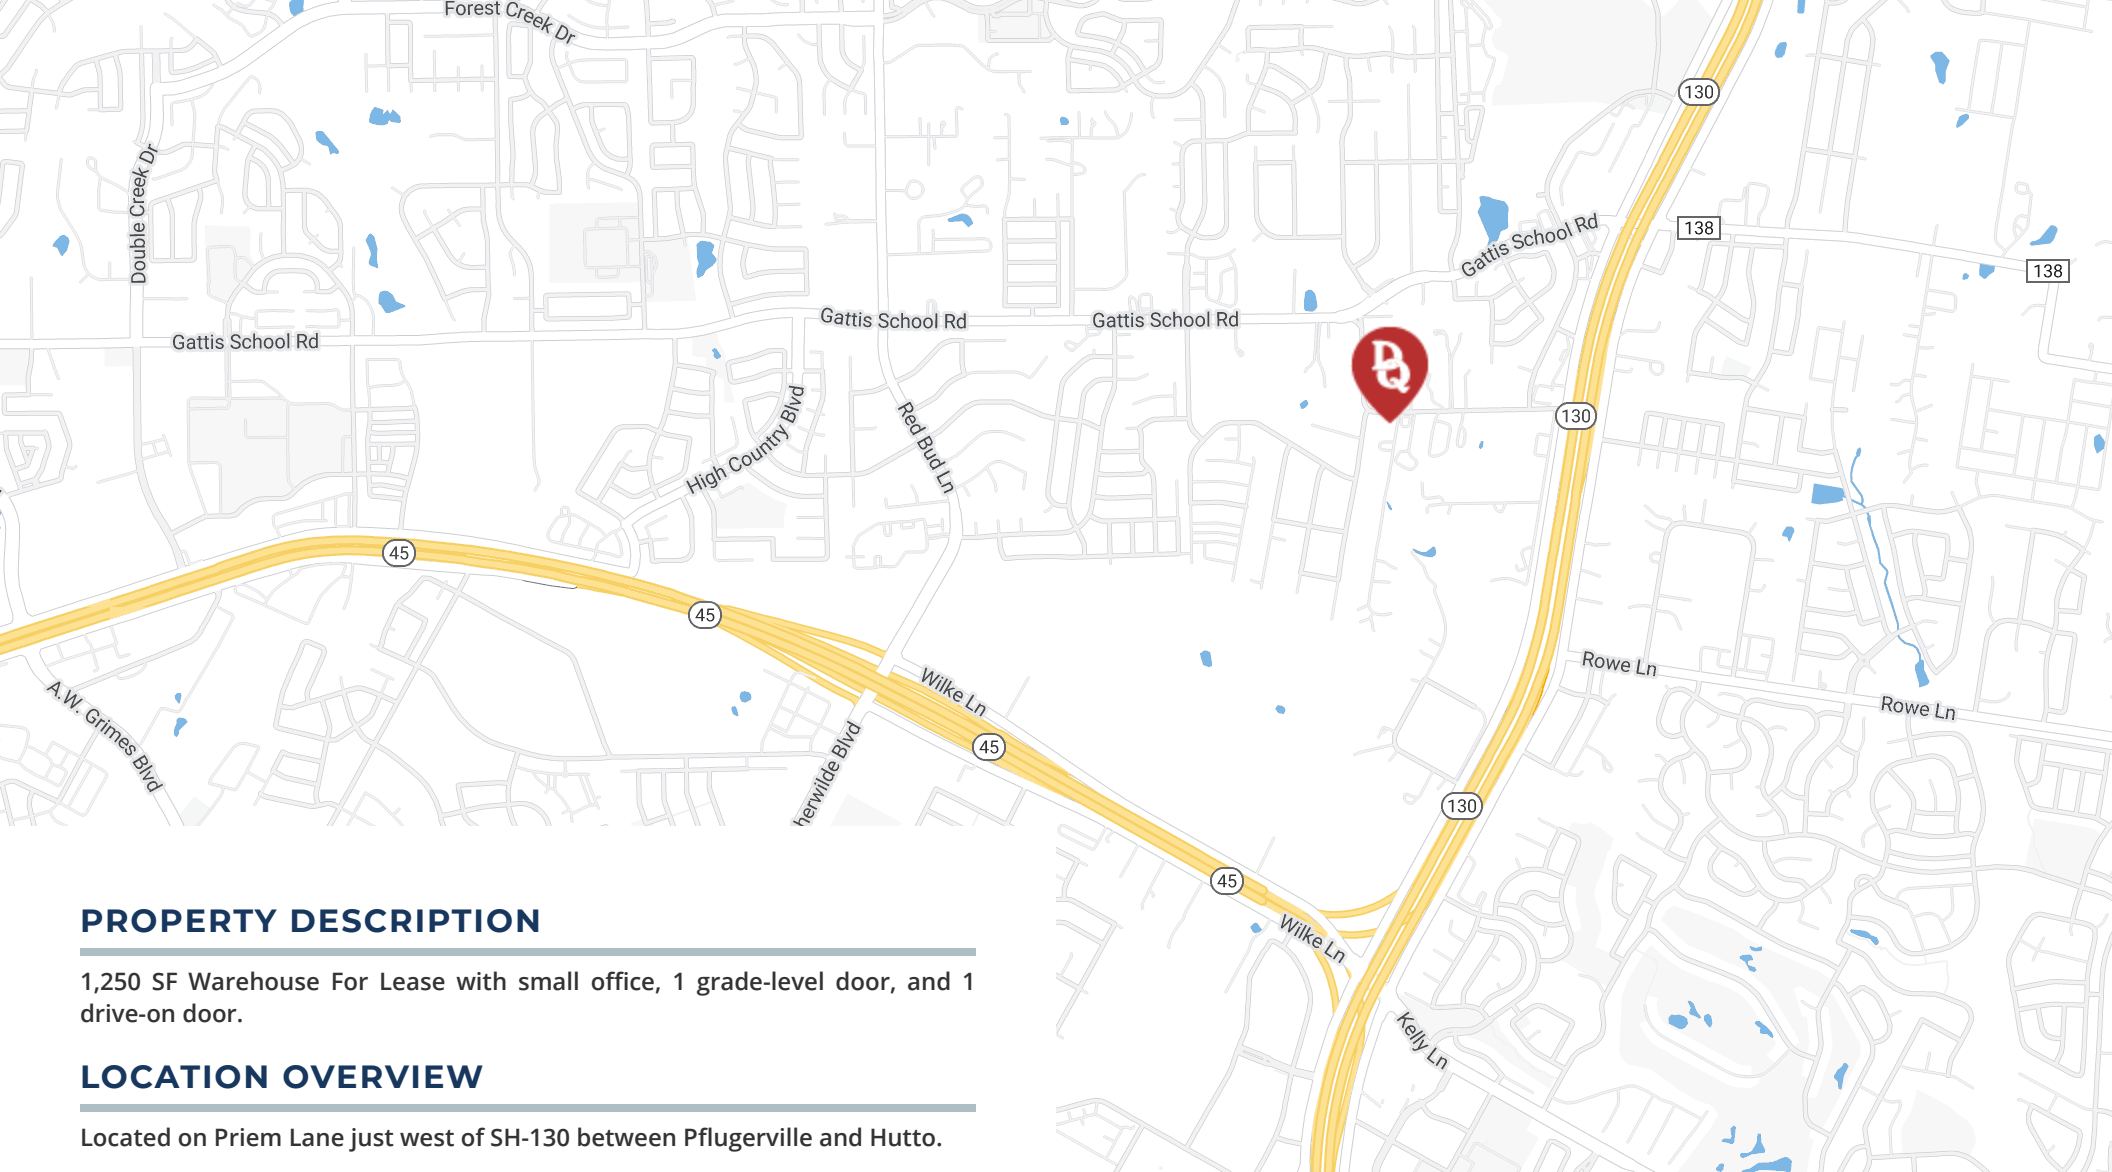 Forest Creek Dr
130
Double Creek Dr
138
Gattis School Rd
138
Gattis School Rd
Gattis School Rd
Gattis School Rd
DQ
High Country Blvd
Red Bud Ln
130
45
45
Rowe Ln
Rowe Ln
Wilke Ln
A.W. Grimes Blvd
45
herwilde Blvd
130
45
Wilke Ln
Kelly Ln
PROPERTY DESCRIPTION
1,250 SF Warehouse For Lease with small office, 1 grade-level door, and 1
drive-on door.
LOCATION OVERVIEW
Located on Priem Lane just west of SH-130 between Pflugerville and Hutto.